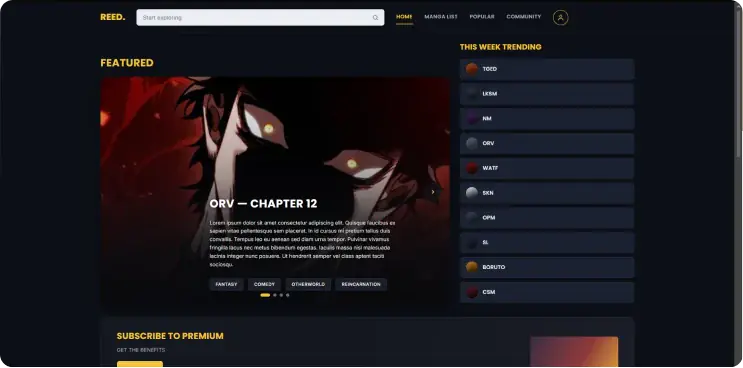 REED.
Start exploring
HOME
MANGA LIST
POPULAR
COMMUNITY
FEATURED
ORV — CHAPTER 12
Lorem ipsum dolor sit amet consectetur adipiscing elit. Quisque faucibus ex
sapien vitae pellentesque sem placerat. In id cursus mi pretium tellus duis
convallis. Tempus leo eu aenean sed diam urna tempor. Pulvinar vivamus
fringilla lacus nec metus bibendum egestas. Iaculis massa nisl malesuada
lacinia integer nunc posuere. Ut hendrerit semper vel class aptent taciti
sociosqu.
FANTASY
COMEDY
OTHERWORLD
REINCARNATION
THIS WEEK TRENDING
TGED
LKSM
NM
ORV
WATF
SKN
OPM
SL
BORUTO
CSM
SUBSCRIBE TO PREMIUM
GET THE BENEFITS